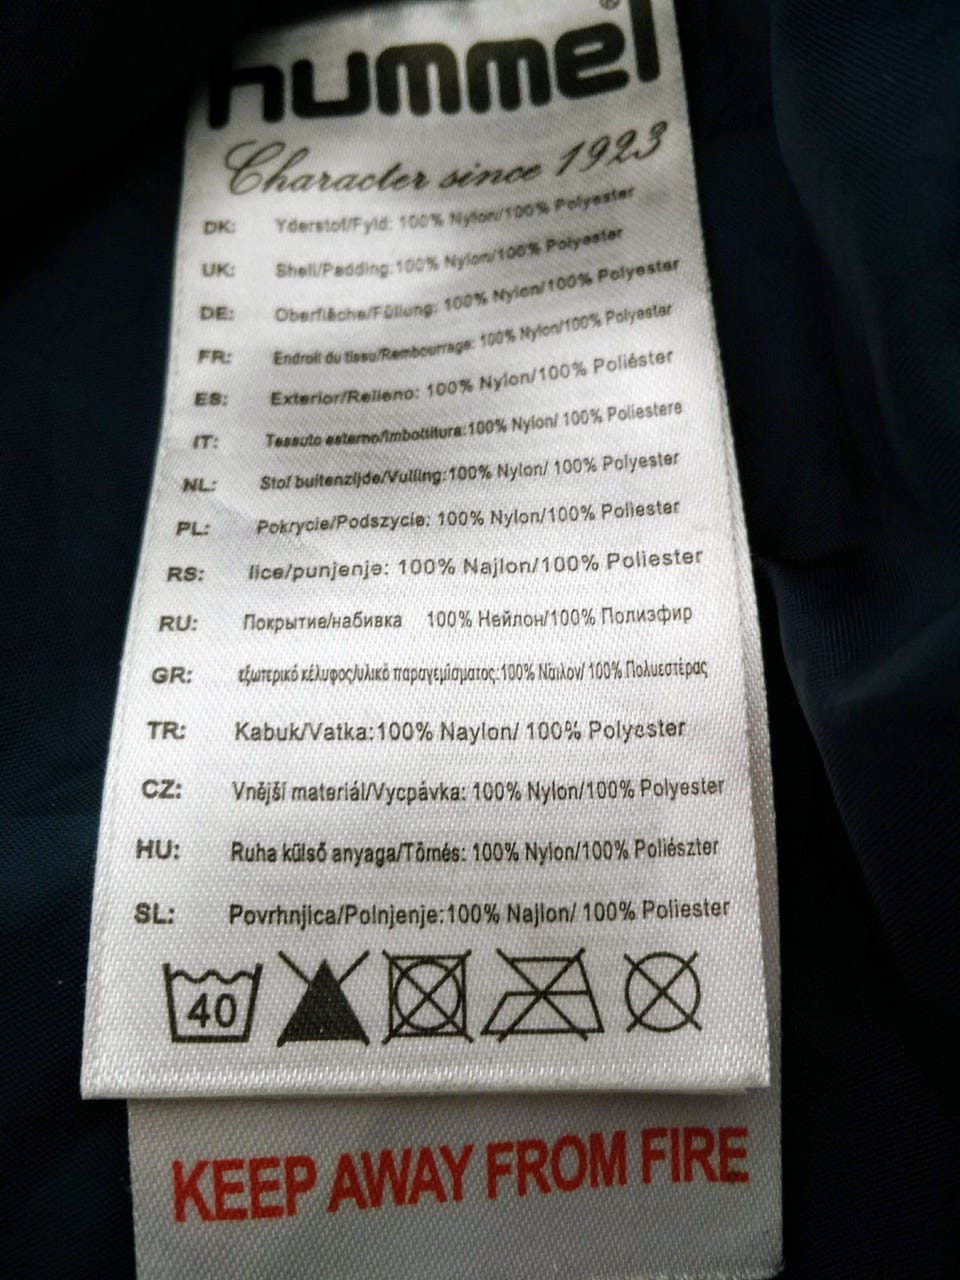 hummel®
Character since 1923
DK: Yderstof/Fyld: 100% Nylon/100% Polyester
UK: Shell/Padding:100% Nylon/100% Polyester
DE: Oberfläche/Füllung: 100% Nylon/100% Polyester
FR: Endroit du tissu/Rembourrage: 100% Nylon/100% Polyester
ES: Exterior/Relleno: 100% Nylon/100% Poliéster
IT: Tessuto esterno/Imbottitura:100% Nylon/ 100% Poliestere
NL: Stof buitenzijde/Vulling:100% Nylon/ 100% Polyester
PL: Pokrycie/Podszycie: 100% Nylon/100% Poliester
RS: lice/punjenje: 100% Najlon/100% Poliester
RU: Покрытие/набивка 100% Нейлон/100% Полиэфир
GR: εξωτερικό κέλυφος/υλικό παραγεμίσματος:100% Νάιλον/ 100% Πολυεστέρας
TR: Kabuk/Vatka:100% Naylon/ 100% Polyester
CZ: Vnější materiál/Vycpávka: 100% Nylon/100% Polyester
HU: Ruha külső anyaga/Tömés: 100% Nylon/100% Poliészter
SL: Povrhnjica/Polnjenje:100% Najlon/ 100% Poliester
40
KEEP AWAY FROM FIRE